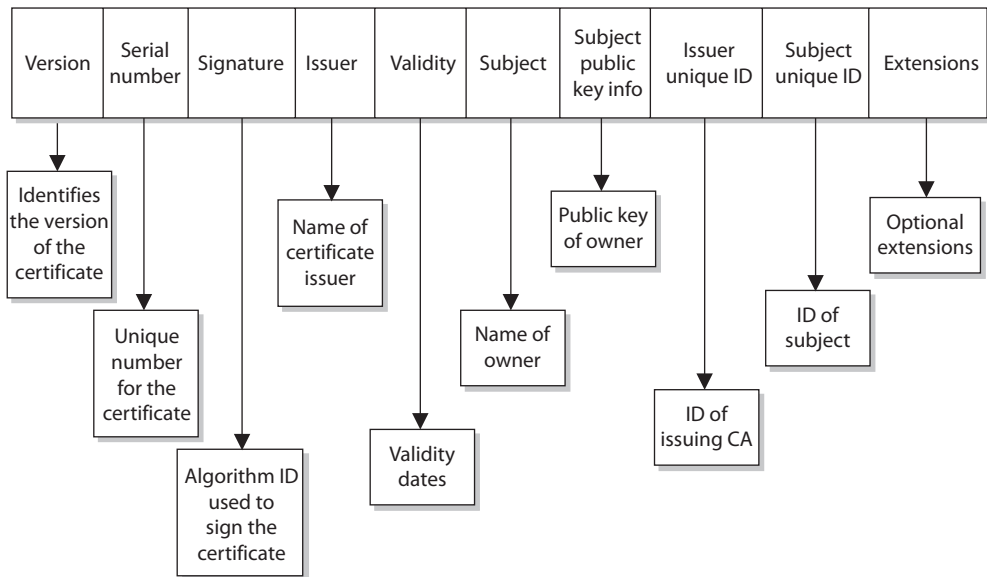 Version
Serial
number
Signature
Issuer
Validity
Subject
Subject
public
key info
Issuer
unique ID
Subject
unique ID
Extensions
Identifies
the version
of the
certificate
Unique
number
for the
certificate
Algorithm ID
used to
sign the
certificate
Name of
certificate
issuer
Validity
dates
Name of
owner
Public key
of owner
ID of
issuing CA
ID of
subject
Optional
extensions